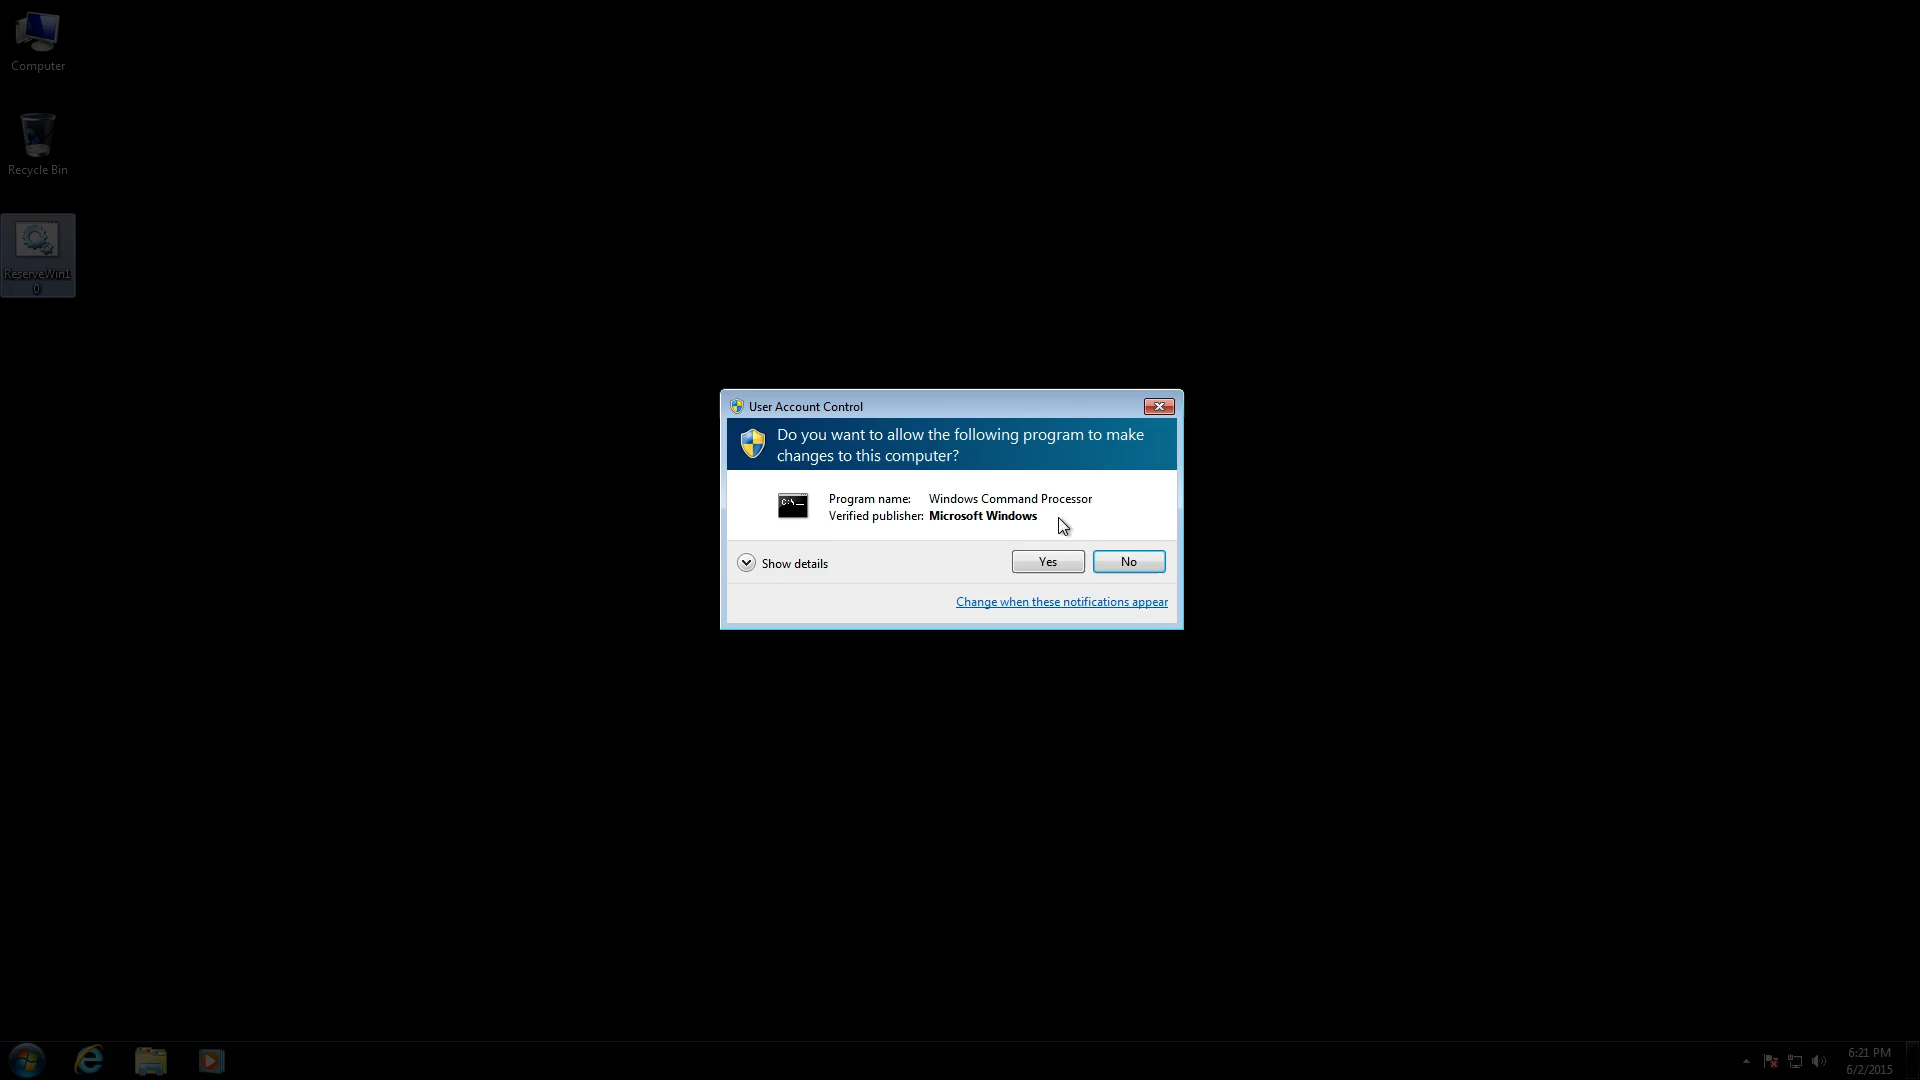 Computer
Recycle Bin
ReserveWin1
0
User Account Control
Do you want to allow the following program to make
changes to this computer?
C:\
Program name: Windows Command Processor
Verified publisher: Microsoft Windows
Show details
Yes
No
Change when these notifications appear
6:21 PM
6/2/2015